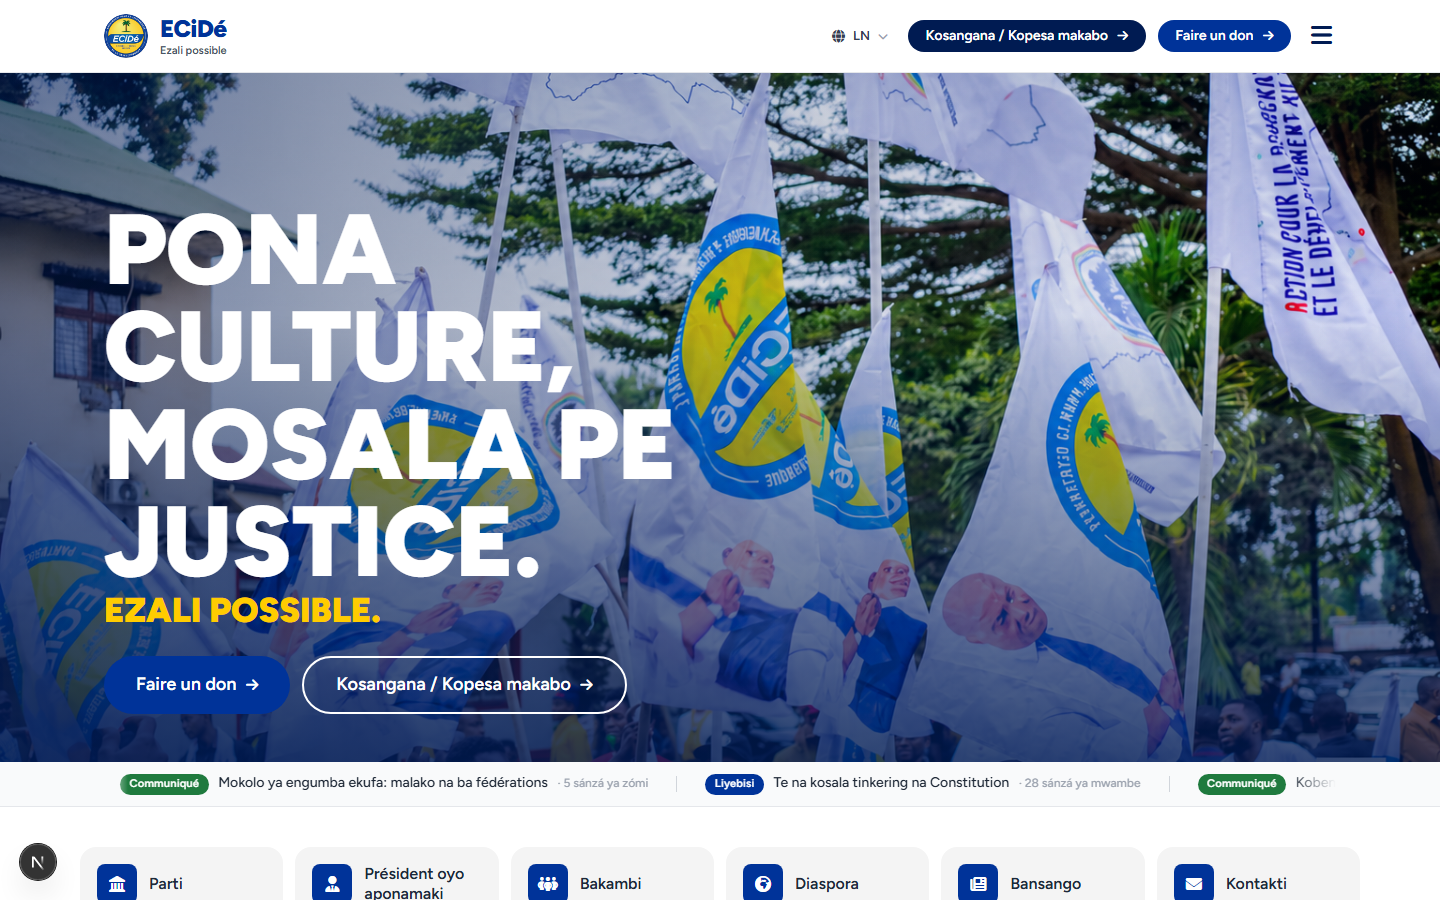 ECiDé
ECiDé
Ezali possible
LN
Kosangana / Kopesa makabo
Faire un don
ACTION POUR LA
ET LE
ECiDé
PONA
CULTURE,
MOSALA PE
JUSTICE.
EZALI POSSIBLE.
Faire un don
Kosangana / Kopesa makabo
Communiqué Mokolo ya engumba ekufa: malako na ba fédérations · 5 sánzá ya zómi
Liyebisi Te na kosala tinkering na Constitution · 28 sánzá ya mwambe
Communiqué
N
Parti
Président oyo
aponamaki
Bakambi
Diaspora
Bansango
Kontakti